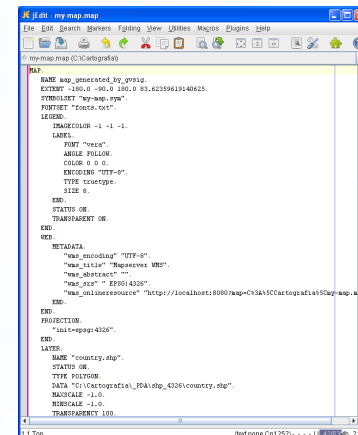 jEdit - my-map.map
File Edit Search Markers Folding View Utilities Macros Plugins Help
my-map.map (C:\Cartografia\)
MAP.
NAME map_generated_by_gvsig.
EXTENT -180.0 -90.0 180.0 83.62359619140625.
SYMBOLSET "my-map.sym".
FONTSET "fonts.txt".
LEGEND.
IMAGECOLOR -1 -1 -1.
LABEL.
FONT "vera".
ANGLE FOLLOW.
COLOR 0 0 0.
ENCODING "UTF-8".
TYPE truetype.
SIZE 8.
END.
STATUS ON.
TRANSPARENT ON.
END.
WEB.
METADATA.
"wms_encoding" "UTF-8".
"wms_title" "Mapserver WMS".
"wms_abstract" "".
"wms_srs" " EPSG:4326".
"wms_onlineresource" "http://localhost:8080?map=C%3A%5CCartografia%5Cmy-map.m
END.
END.
PROJECTION.
"init=epsg:4326".
END.
LAYER.
NAME "country.shp".
STATUS ON.
TYPE POLYGON.
DATA "C:\Cartografia\_PDA\shp_4326\country.shp".
MAXSCALE -1.0.
MINSCALE -1.0.
TRANSPARENCY 100.
1,1 Top